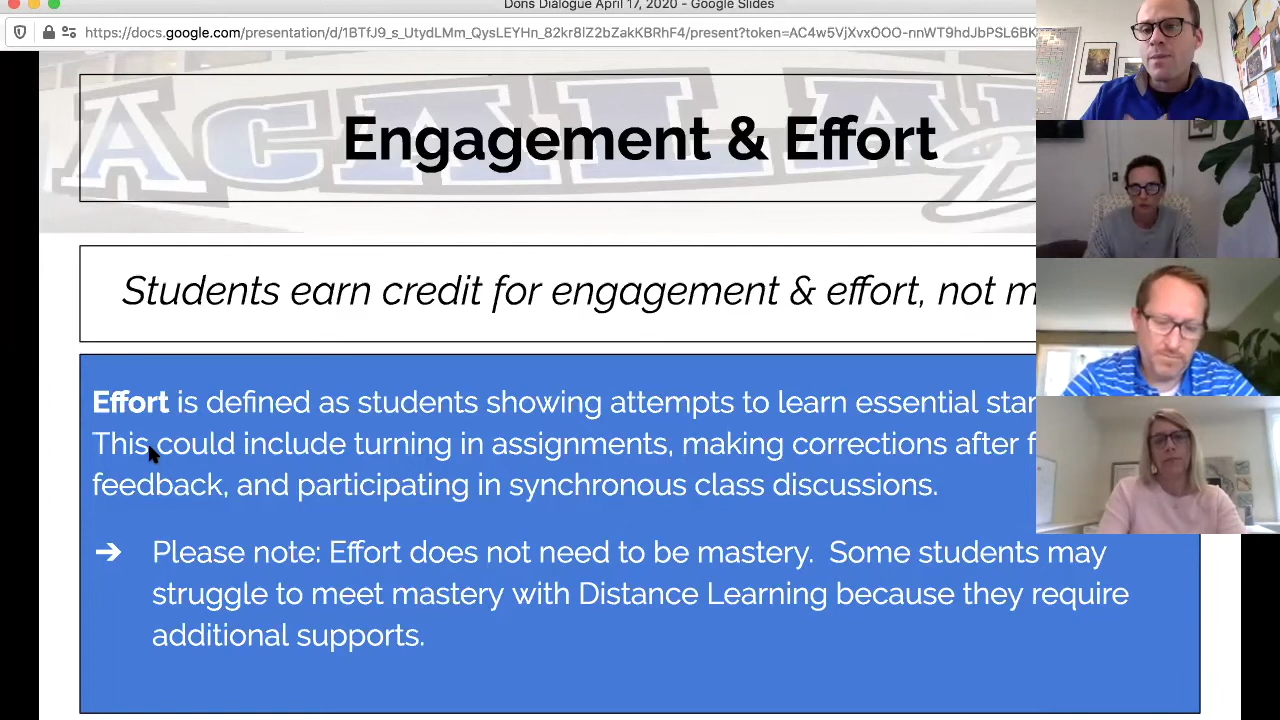 Dons Dialogue April 17, 2020 - Google Slides
https://docs.google.com/presentation/d/1BTfJ9_s_UtydLMm_QysLEYHn_82kr8lZ2bZakKBRhF4/present?token=AC4w5VjXvxOOO-nnWT9hdJbPSL6BK
ACALA
Engagement & Effort
Students earn credit for engagement & effort, not m
Effort is defined as students showing attempts to learn essential star
This could include turning in assignments, making corrections after f
feedback, and participating in synchronous class discussions.
➔ Please note: Effort does not need to be mastery. Some students may
struggle to meet mastery with Distance Learning because they require
additional supports.